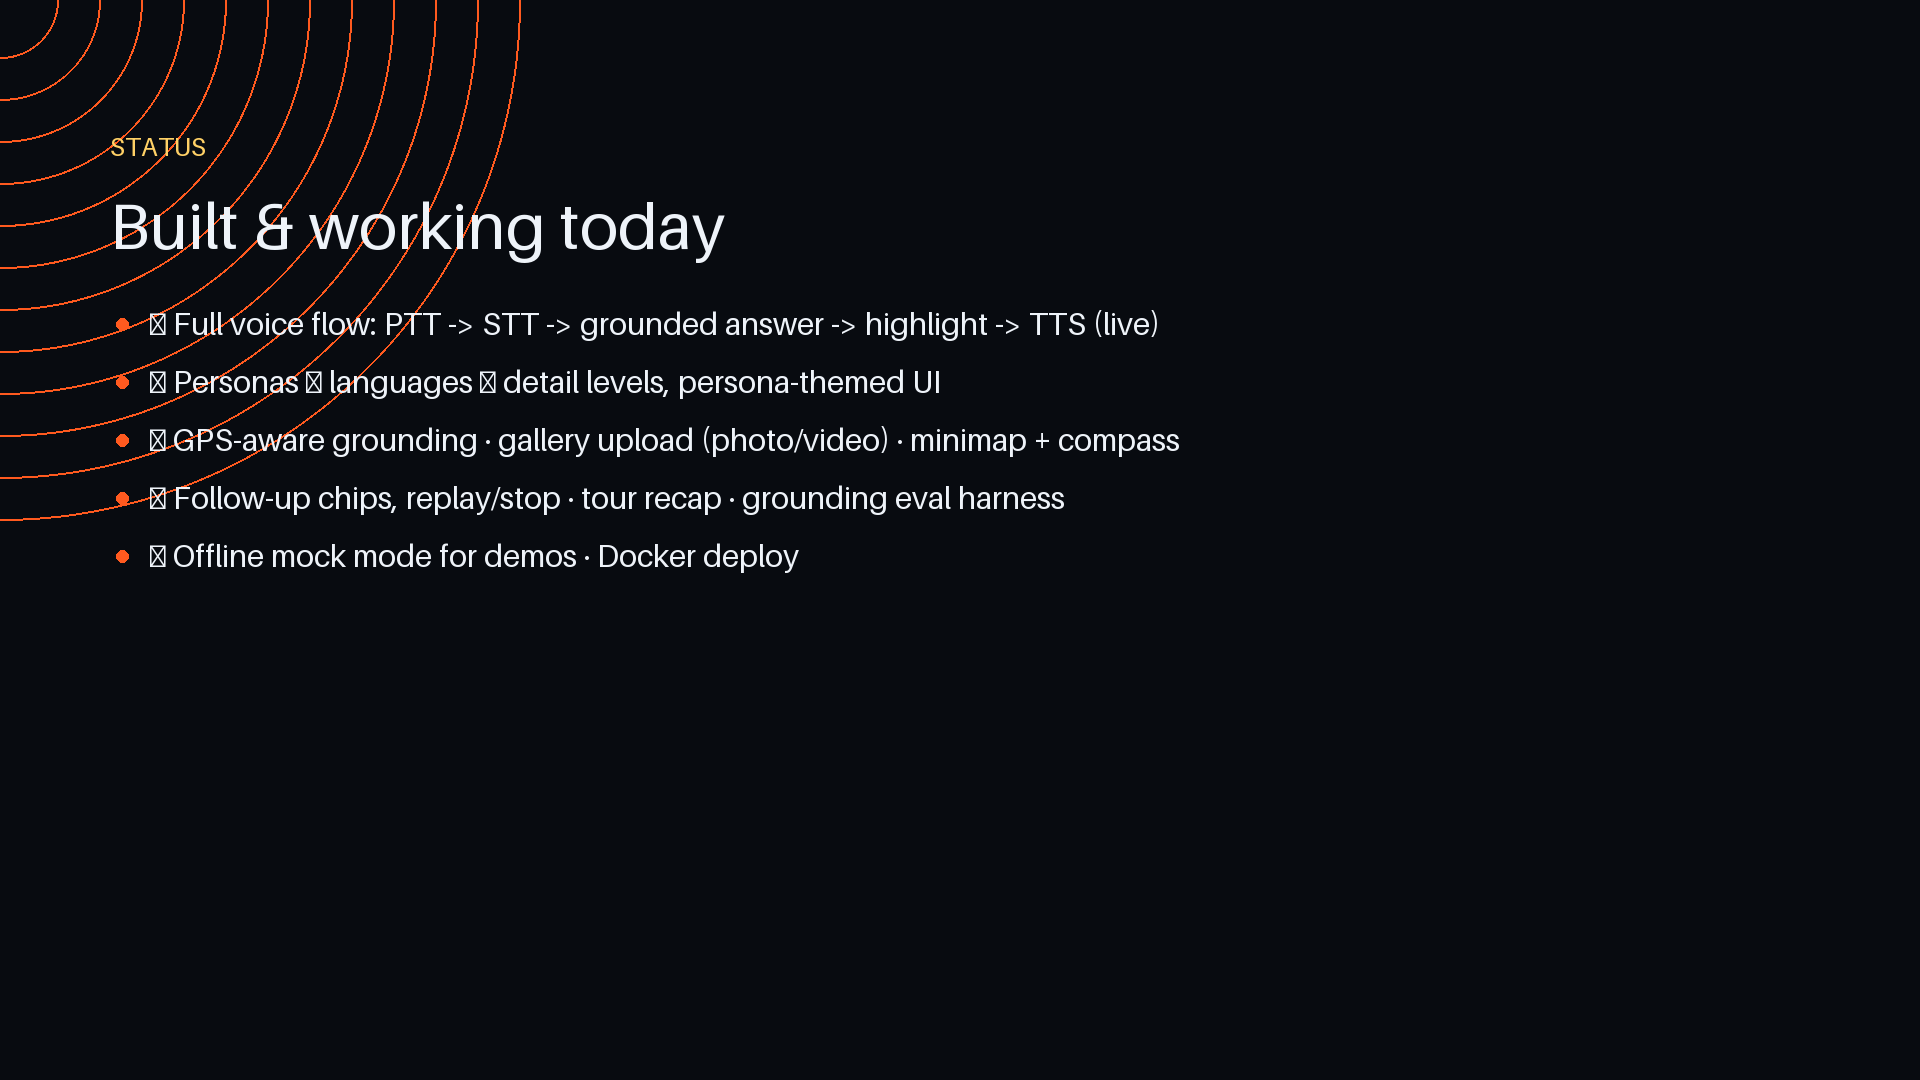 STATUS
Built & working today
Full voice flow: PTT -> STT -> grounded answer -> highlight -> TTS (live)
Personas languages detail levels, persona-themed UI
GPS-aware grounding · gallery upload (photo/video) · minimap + compass
Follow-up chips, replay/stop · tour recap · grounding eval harness
Offline mock mode for demos · Docker deploy